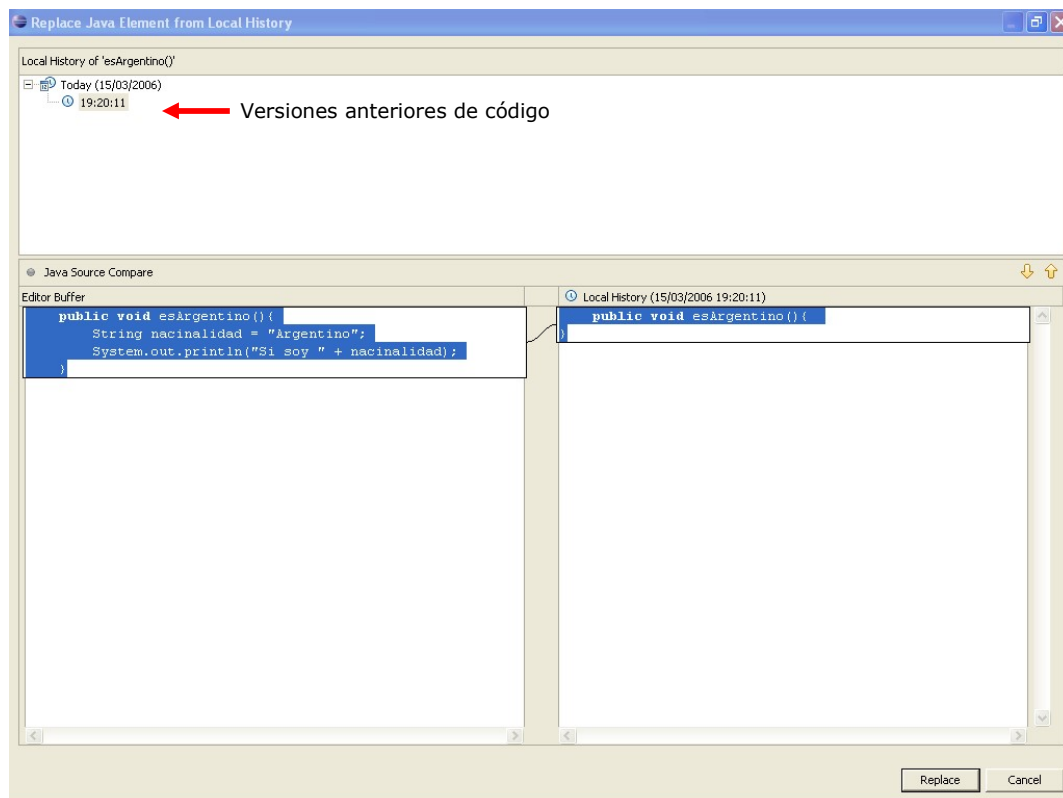 Replace Java Element from Local History
Local History of 'esArgentino()'
Today (15/03/2006)
19:20:11
Versiones anteriores de código
Java Source Compare
Editor Buffer
Local History (15/03/2006 19:20:11)
public void esArgentino(){
String nacinalidad = "Argentino";
System.out.println("Si soy " + nacinalidad);
}
public void esArgentino(){
}
Replace
Cancel